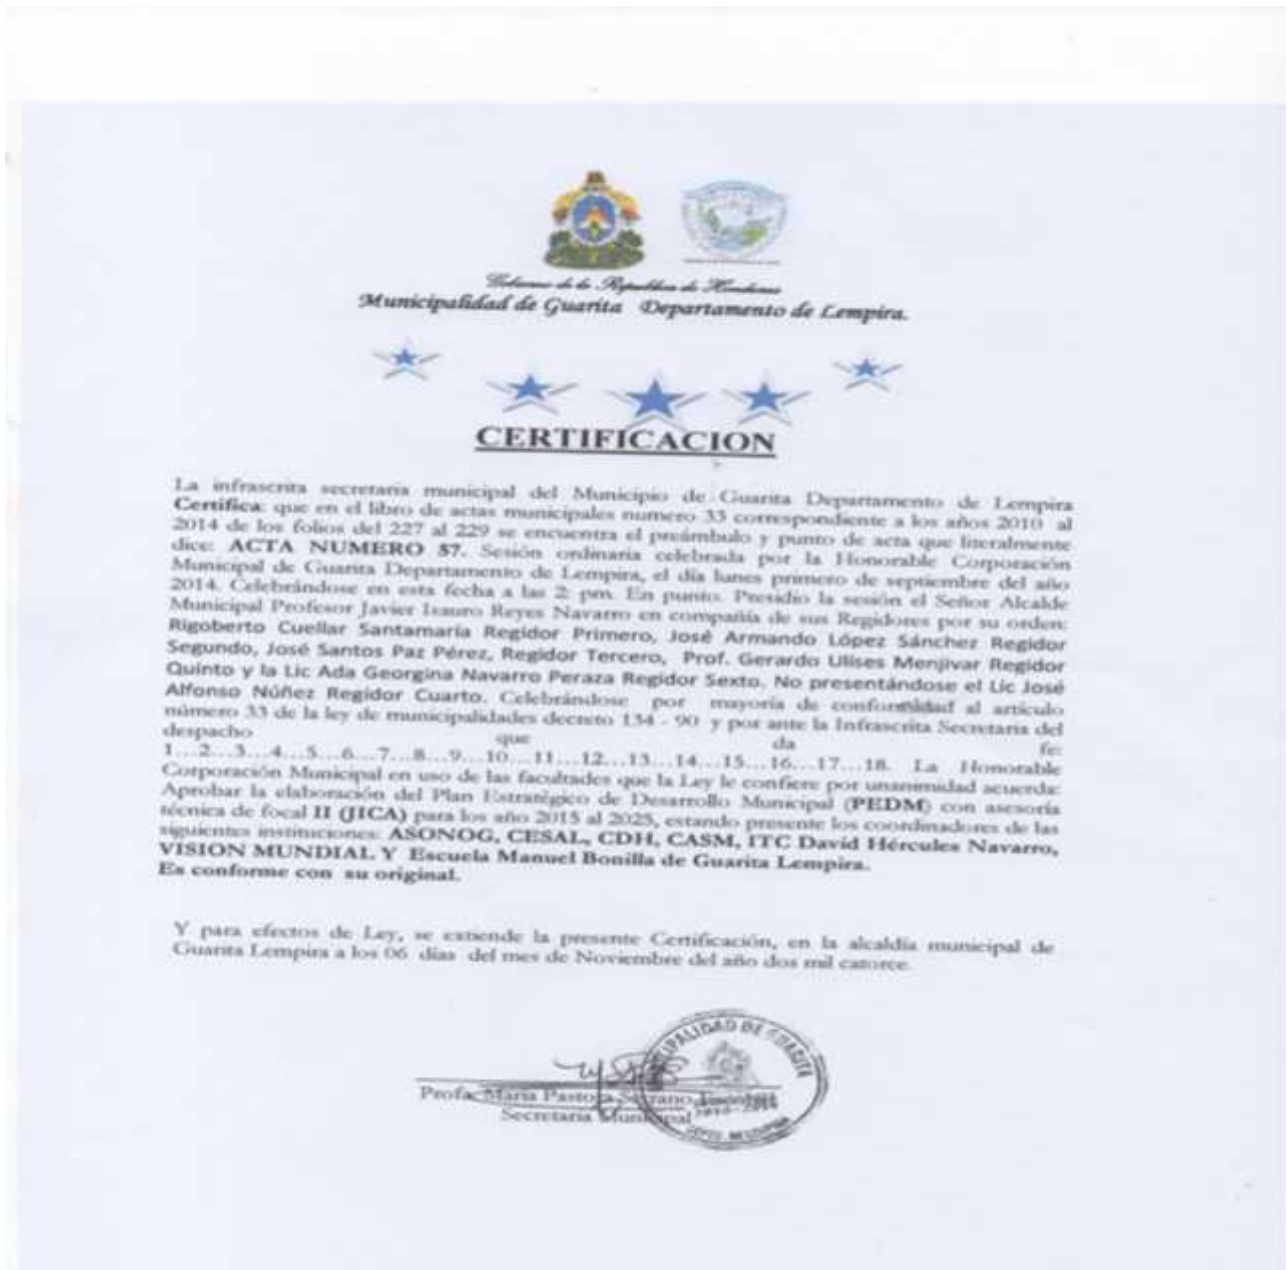 Gobierno de la Republica de Honduras
Municipalidad de Guarita Departamento de Lempira.
CERTIFICACION
La infrascrita secretaria municipal del Municipio de Guarita Departamento de Lempira
Certifica: que en el libro de actas municipales numero 33 correspondiente a los años 2010 al
2014 de los folios del 227 al 229 se encuentra el preámbulo y punto de acta que literalmente
dice: ACTA NUMERO 57. Sesión ordinaria celebrada por la Honorable Corporación
Municipal de Guarita Departamento de Lempira, el día lunes primero de septiembre del año
2014. Celebrándose en esta fecha a las 2: pm. En punto. Presidio la sesión el Señor Alcalde
Municipal Profesor Javier Isauro Reyes Navarro en compañía de sus Regidores por su orden:
Rigoberto Cuellar Santamaría Regidor Primero, José Armando López Sánchez Regidor
Segundo, José Santos Paz Pérez, Regidor Tercero, Prof. Gerardo Ulises Menjivar Regidor
Quinto y la Lic Ada Georgina Navarro Peraza Regidor Sexto. No presentándose el Lic José
Alfonso Núñez Regidor Cuarto. Celebrándose por mayoría de conformidad al artículo
número 33 de la ley de municipalidades decreto 134 - 90 y por ante la Infrascrita Secretaria del
despacho que da fe:
1...2...3...4...5...6...7...8...9...10...11...12...13...14...15...16...17...18. La Honorable
Corporación Municipal en uso de las facultades que la Ley le confiere por unanimidad acuerda:
Aprobar la elaboración del Plan Estratégico de Desarrollo Municipal (PEDM) con asesoría
técnica de focal II (JICA) para los año 2015 al 2025, estando presente los coordinadores de las
siguientes instituciones: ASONOG, CESAL, CDH, CASM, ITC David Hércules Navarro,
VISION MUNDIAL Y Escuela Manuel Bonilla de Guarita Lempira.
Es conforme con su original.
Y para efectos de Ley, se extiende la presente Certificación, en la alcaldía municipal de
Guarita Lempira a los 06 días del mes de Noviembre del año dos mil catorce.
Profa. María Pastora Serrano
Secretaria Municipal
MUNICIPALIDAD DE GUARITA
DEPTO. DE LEMPIRA